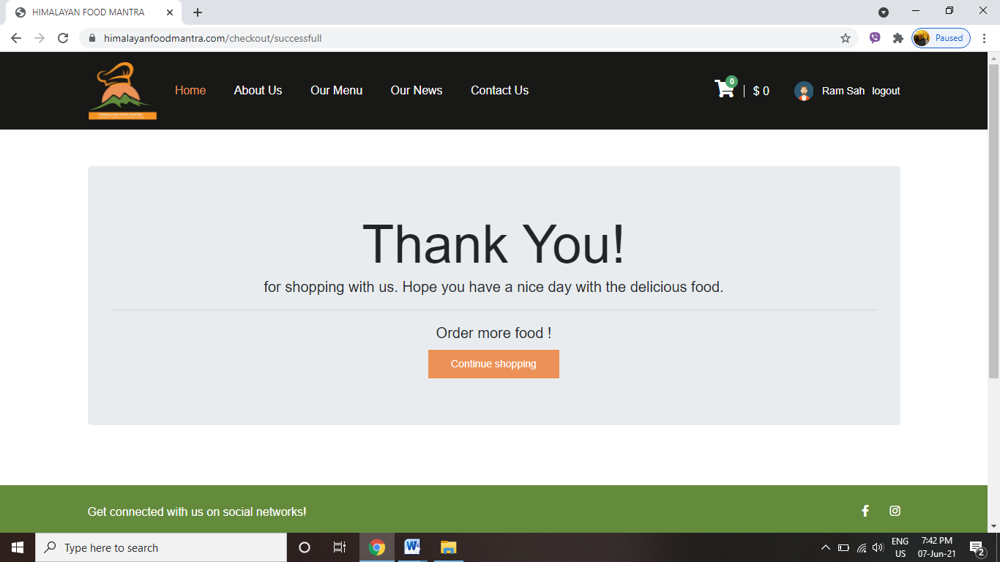 HIMALAYAN FOOD MANTRA
himalayanfoodmantra.com/checkout/successfull
Paused
Home About Us Our Menu Our News Contact Us 0 $ 0 Ram Sah logout
Thank You!
for shopping with us. Hope you have a nice day with the delicious food.
Order more food !
Continue shopping
Get connected with us on social networks!
Type here to search
ENG
US
7:42 PM
07-Jun-21
2